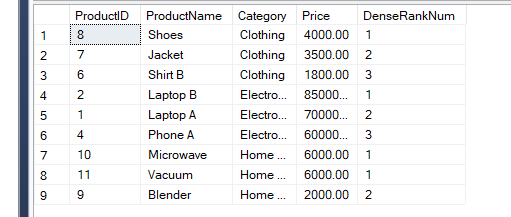 ProductID ProductName Category Price DenseRankNum
1 8 Shoes Clothing 4000.00 1
2 7 Jacket Clothing 3500.00 2
3 6 Shirt B Clothing 1800.00 3
4 2 Laptop B Electro... 85000... 1
5 1 Laptop A Electro... 70000... 2
6 4 Phone A Electro... 60000... 3
7 10 Microwave Home ... 6000.00 1
8 11 Vacuum Home ... 6000.00 1
9 9 Blender Home ... 2000.00 2